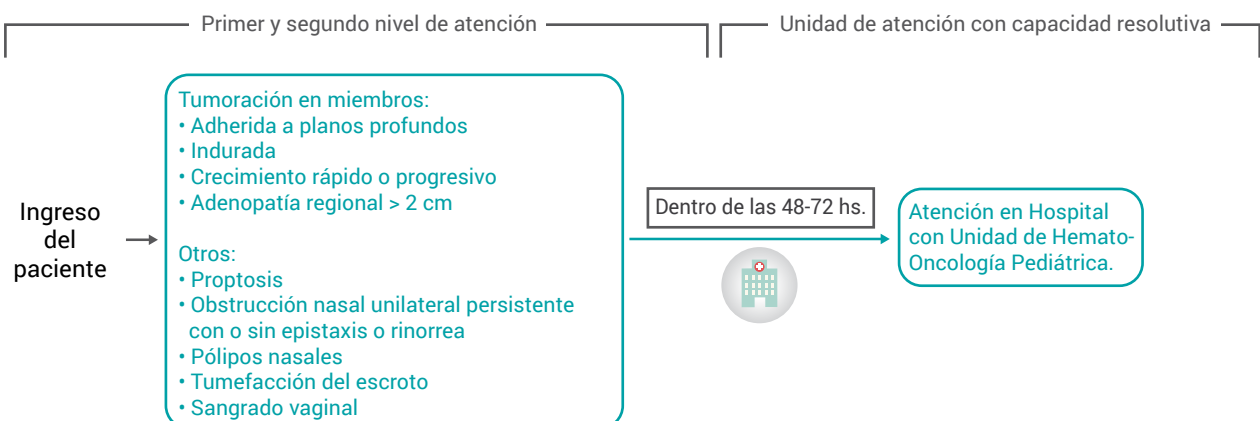 Primer y segundo nivel de atención
Unidad de atención con capacidad resolutiva
Ingreso
del
paciente
Tumoración en miembros:
• Adherida a planos profundos
• Indurada
• Crecimiento rápido o progresivo
• Adenopatía regional > 2 cm
Otros:
• Proptosis
• Obstrucción nasal unilateral persistente
con o sin epistaxis o rinorrea
• Pólipos nasales
• Tumefacción del escroto
• Sangrado vaginal
Dentro de las 48-72 hs.
Atención en Hospital
con Unidad de Hemato-
Oncología Pediátrica.